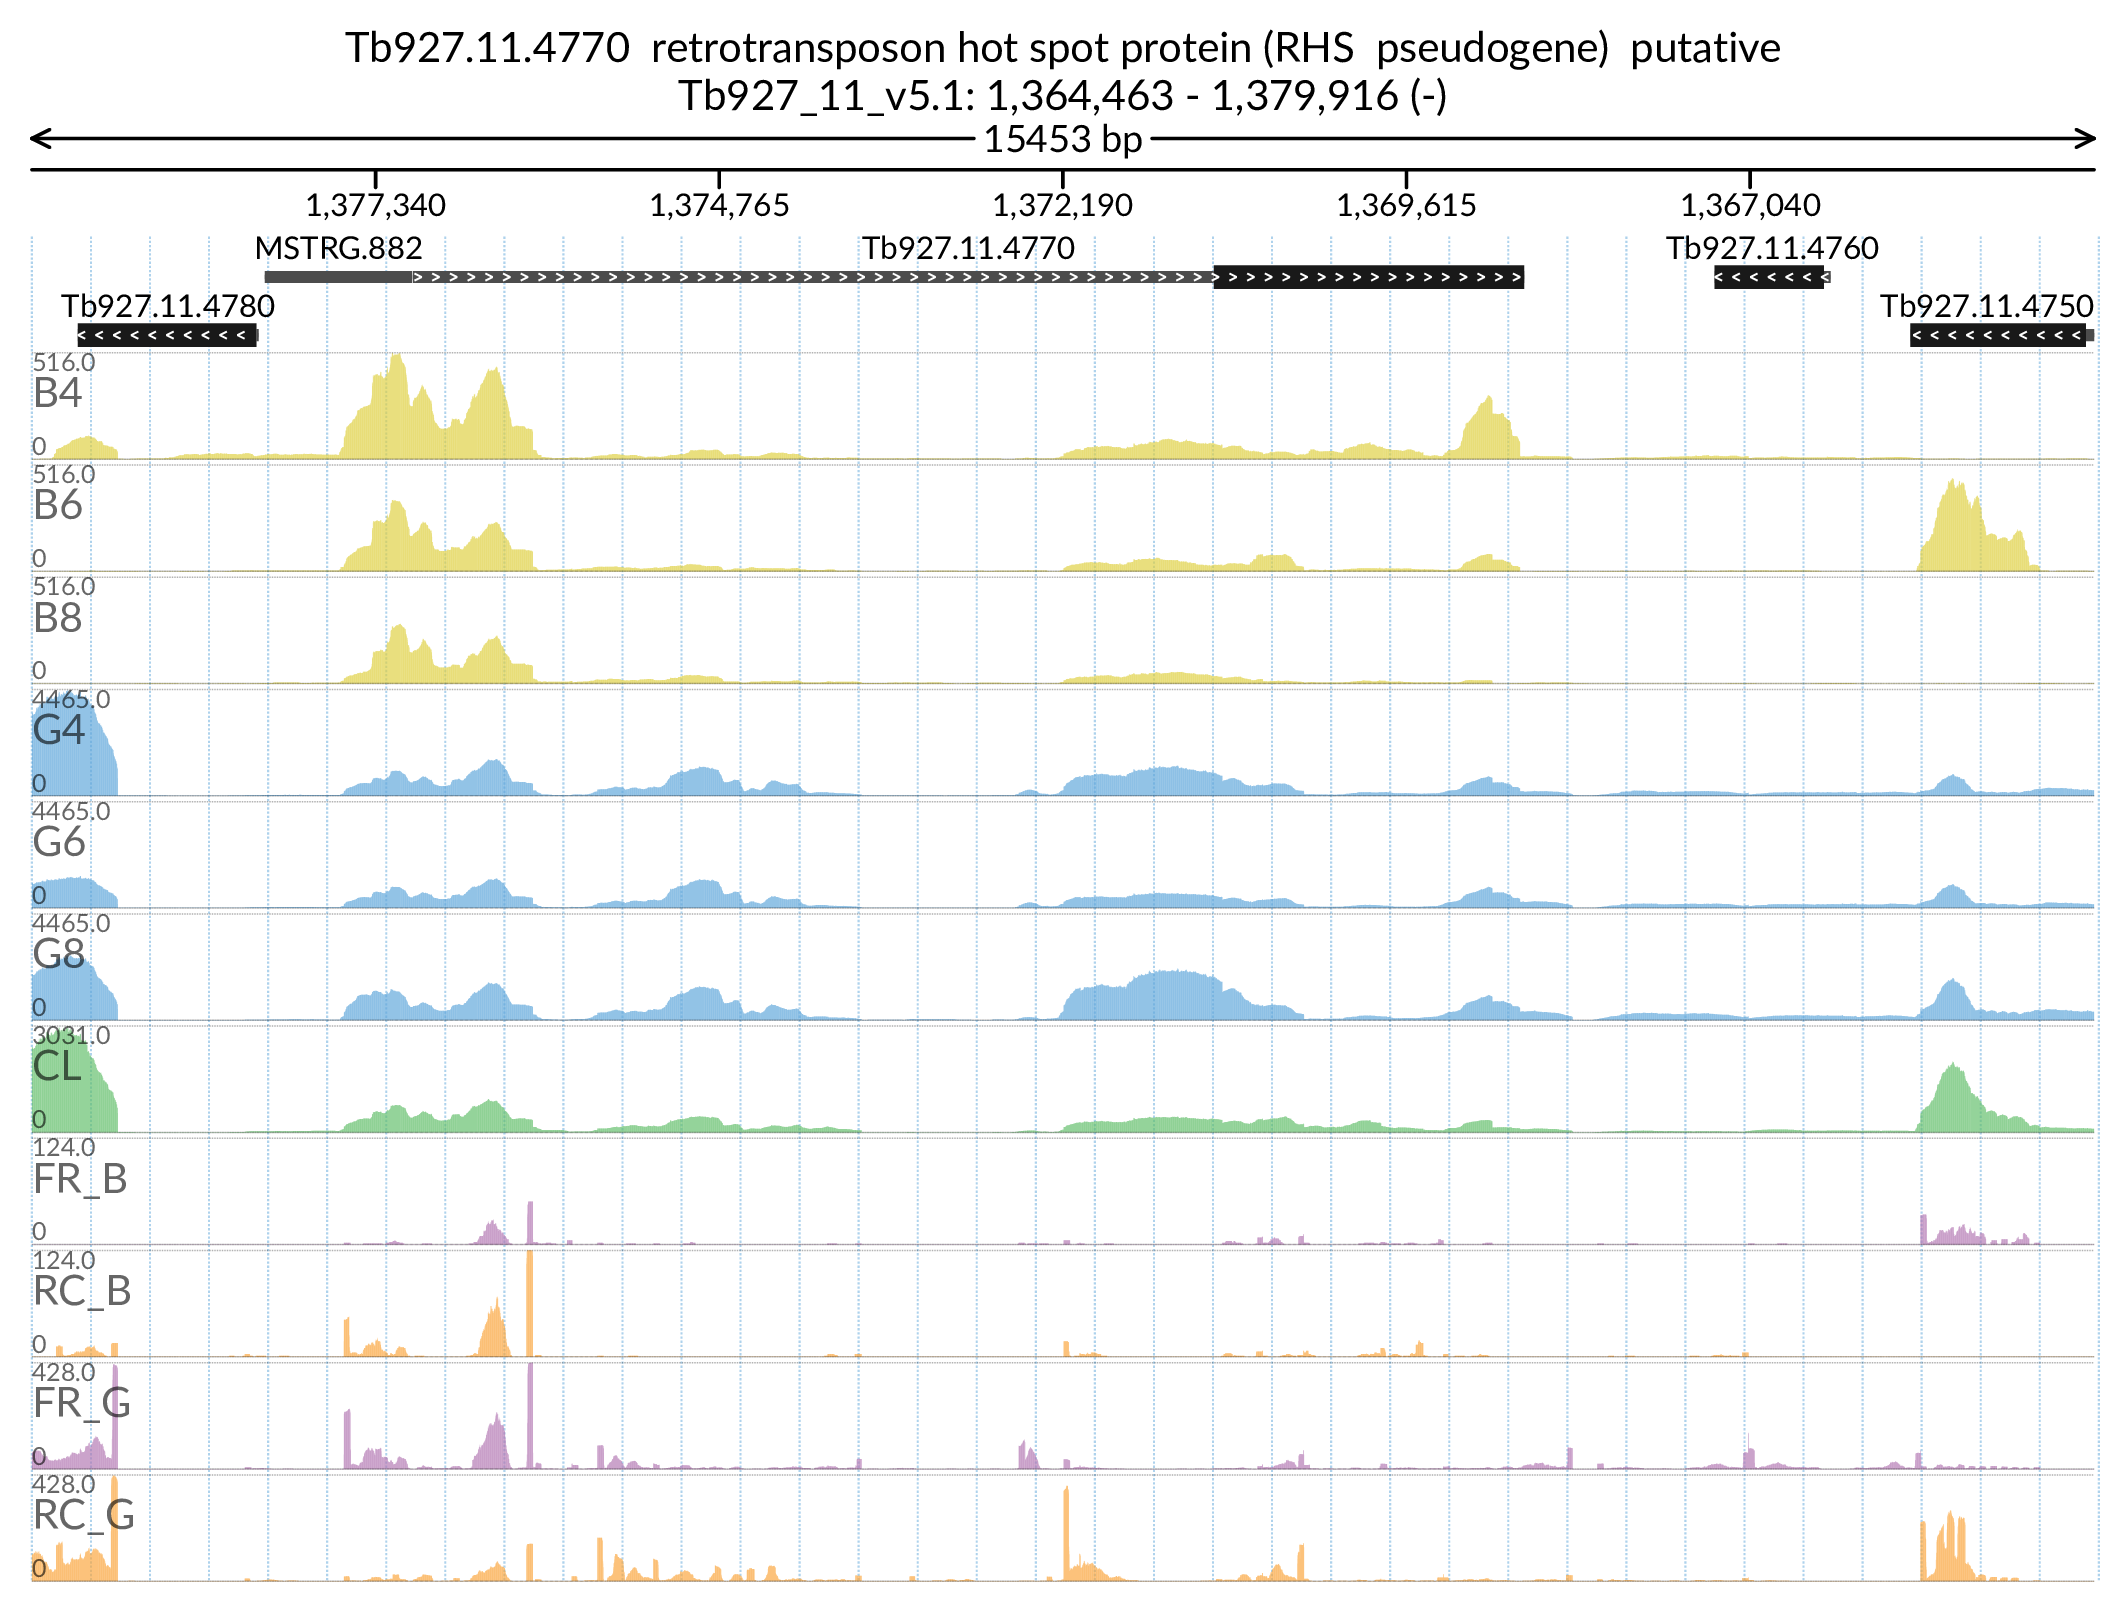 Tb927.11.4770  retrotransposon hot spot protein (RHS  pseudogene)  putative
Tb927_11_v5.1: 1,364,463 - 1,379,916 (-)
15453 bp
1,377,340 1,374,765 1,372,190 1,369,615 1,367,040
MSTRG.882 Tb927.11.4770 Tb927.11.4760
Tb927.11.4780 Tb927.11.4750
516.0
B4
0
516.0
B6
0
516.0
B8
0
4465.0
G4
0
4465.0
G6
0
4465.0
G8
0
3031.0
CL
0
124.0
FR_B
0
124.0
RC_B
0
428.0
FR_G
0
428.0
RC_G
0